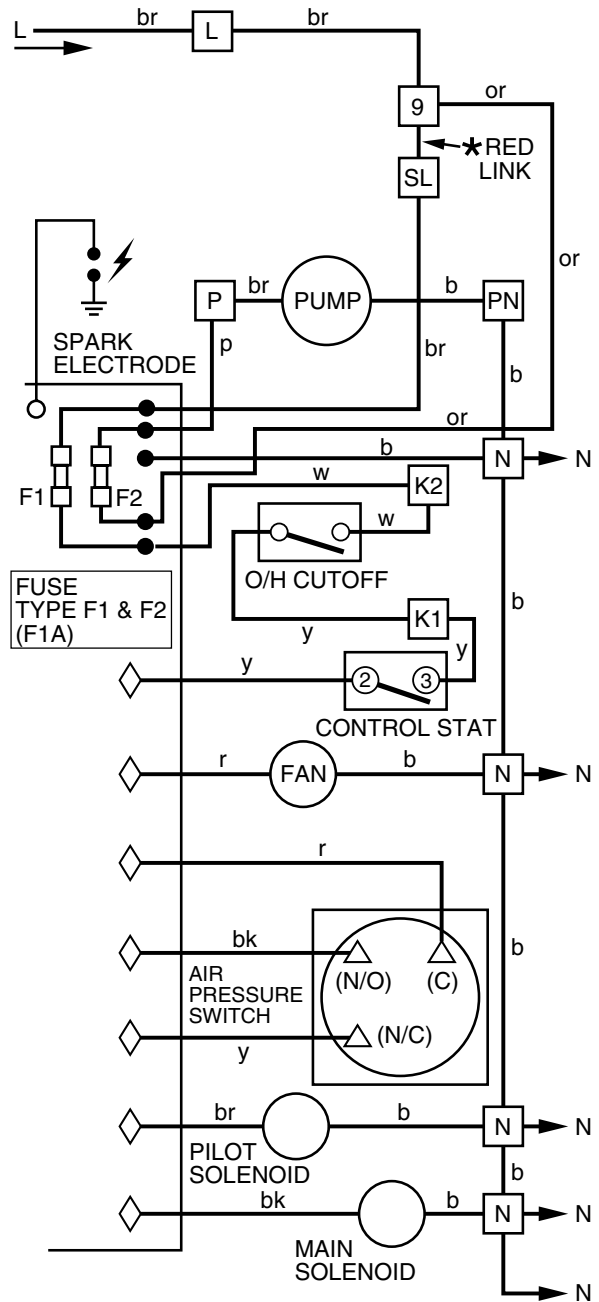 L br L br
9 or
*RED
LINK
SL
or
P br PUMP b PN
SPARK
ELECTRODE
p
br
b
or
b N N
F1 F2
w K2
w
O/H CUTOFF
FUSE
TYPE F1 & F2
(F1A)
b
K1
y
y
y
2 3
CONTROL STAT
r FAN b N N
r
bk
(N/O) (C)
b
AIR
PRESSURE
SWITCH
(N/C)
y
br b N N
PILOT
SOLENOID
b
bk b N N
MAIN
SOLENOID
N